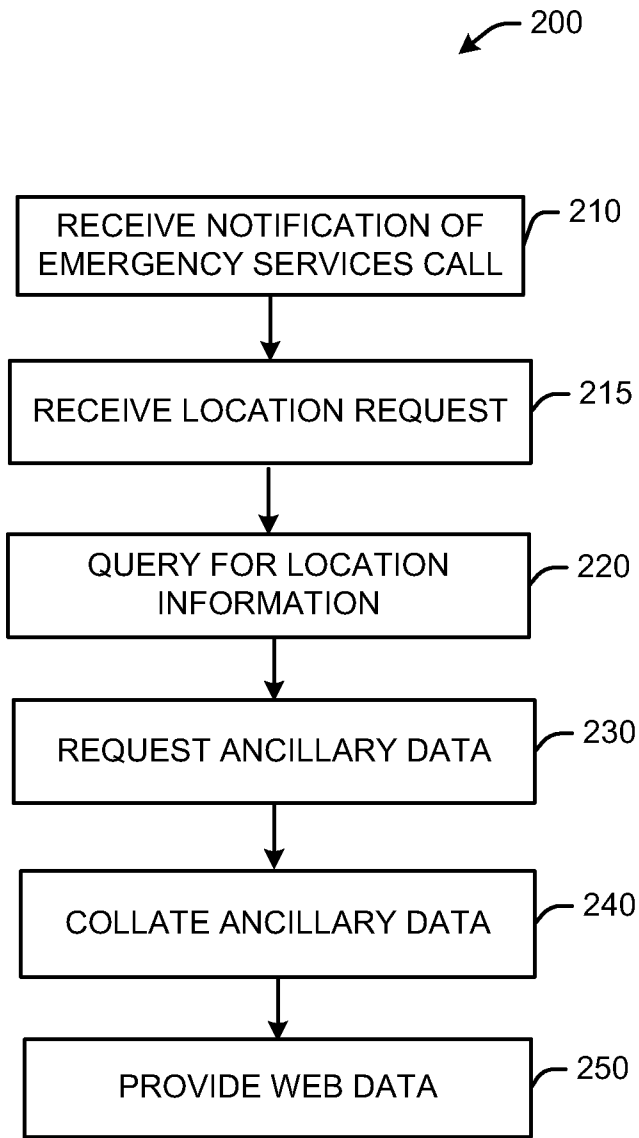 200
RECEIVE NOTIFICATION OF
EMERGENCY SERVICES CALL
210
RECEIVE LOCATION REQUEST
215
QUERY FOR LOCATION
INFORMATION
220
REQUEST ANCILLARY DATA
230
COLLATE ANCILLARY DATA
240
PROVIDE WEB DATA
250